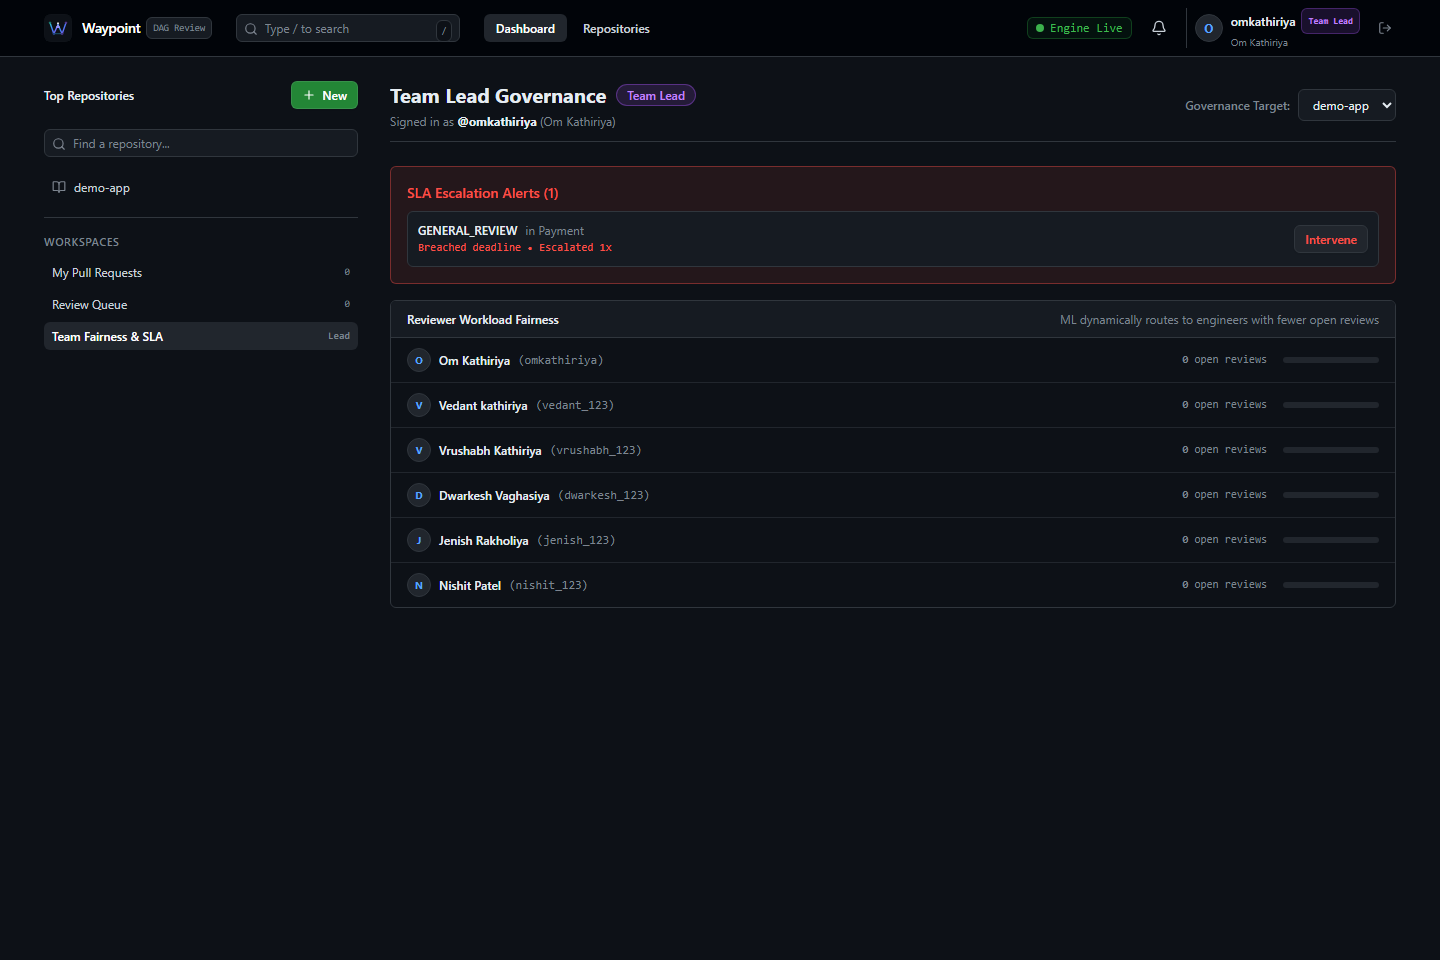 Waypoint DAG Review Type / to search / Dashboard Repositories Engine Live O omkathiriya Team Lead
Om Kathiriya
Top Repositories + New
Find a repository...
demo-app
WORKSPACES
My Pull Requests 0
Review Queue 0
Team Fairness & SLA Lead
Team Lead Governance Team Lead
Signed in as @omkathiriya (Om Kathiriya)
Governance Target: demo-app
SLA Escalation Alerts (1)
GENERAL_REVIEW in Payment
Breached deadline • Escalated 1x
Intervene
Reviewer Workload Fairness ML dynamically routes to engineers with fewer open reviews
O Om Kathiriya (omkathiriya) 0 open reviews
V Vedant kathiriya (vedant_123) 0 open reviews
V Vrushabh Kathiriya (vrushabh_123) 0 open reviews
D Dwarkesh Vaghasiya (dwarkesh_123) 0 open reviews
J Jenish Rakholiya (jenish_123) 0 open reviews
N Nishit Patel (nishit_123) 0 open reviews